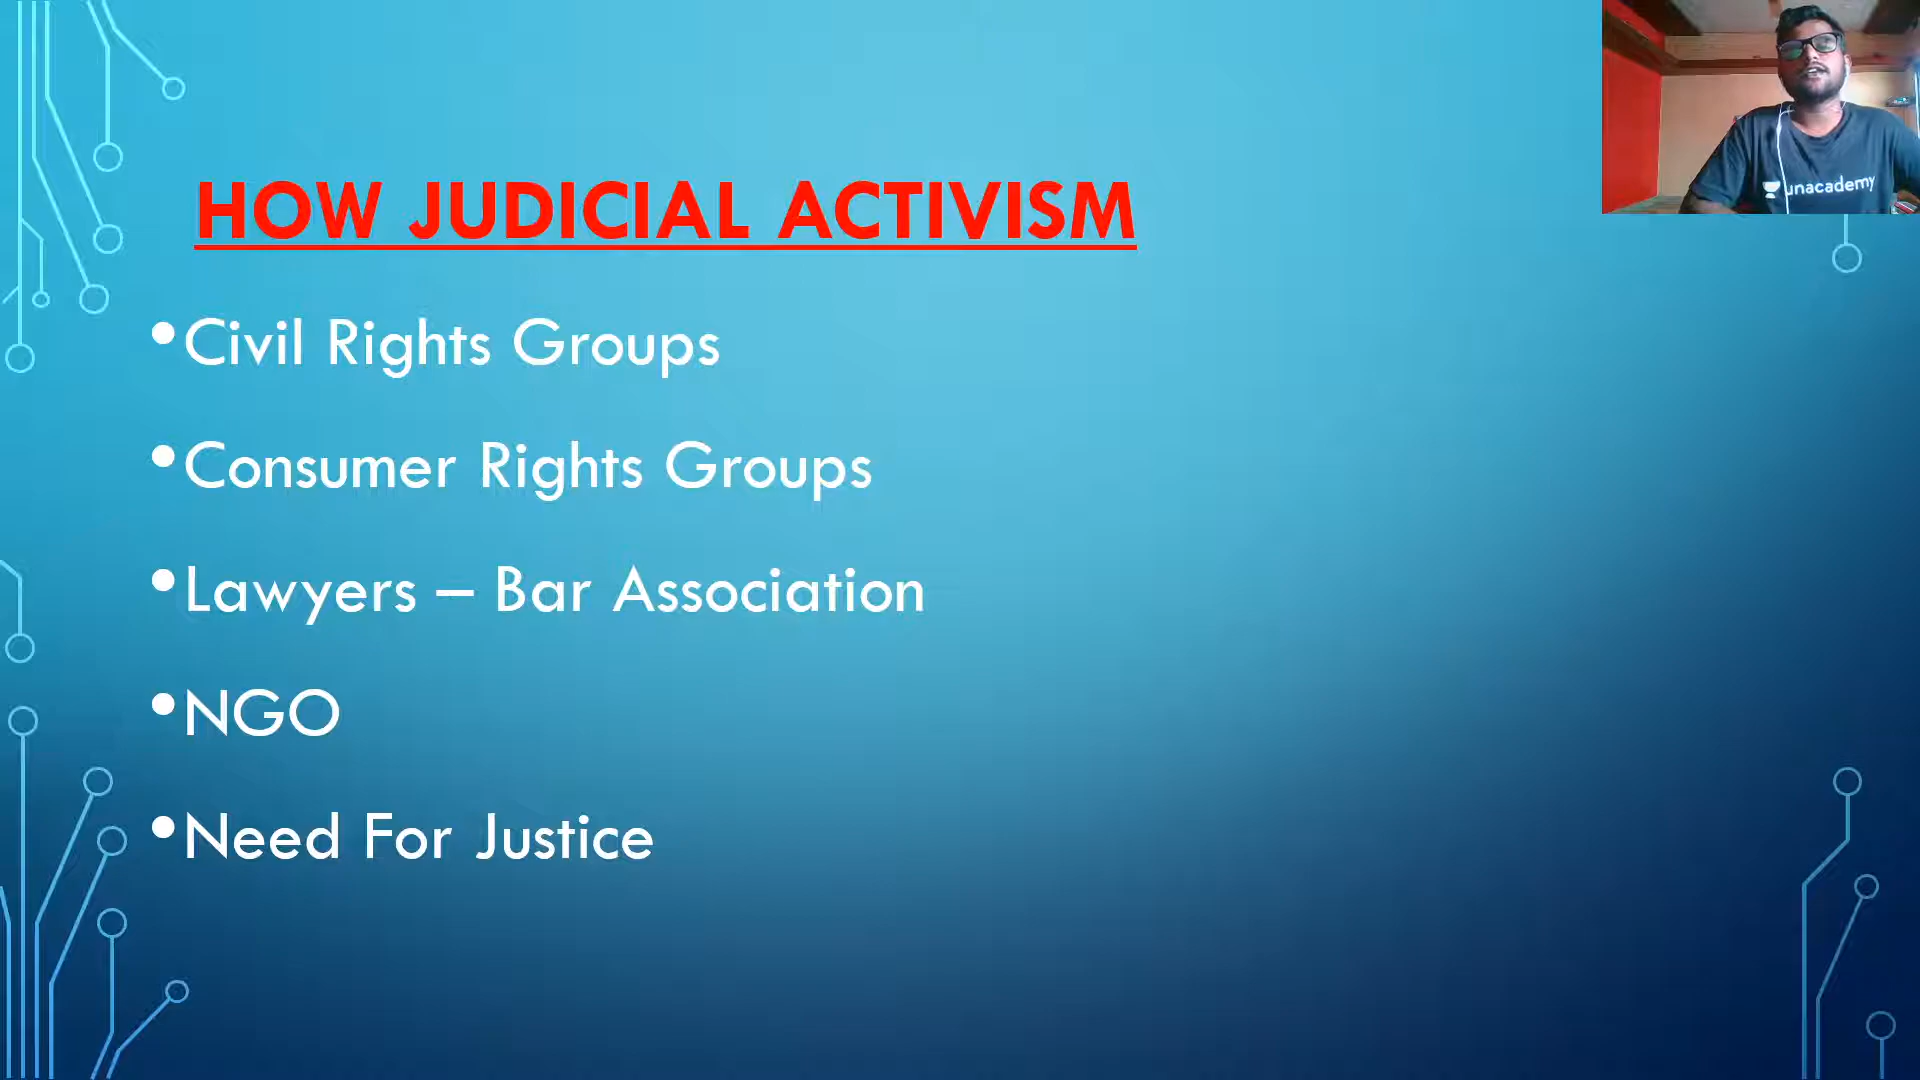 HOW JUDICIAL ACTIVISM
• Civil Rights Groups
• Consumer Rights Groups
• Lawyers – Bar Association
• NGO
• Need For Justice
unacademy